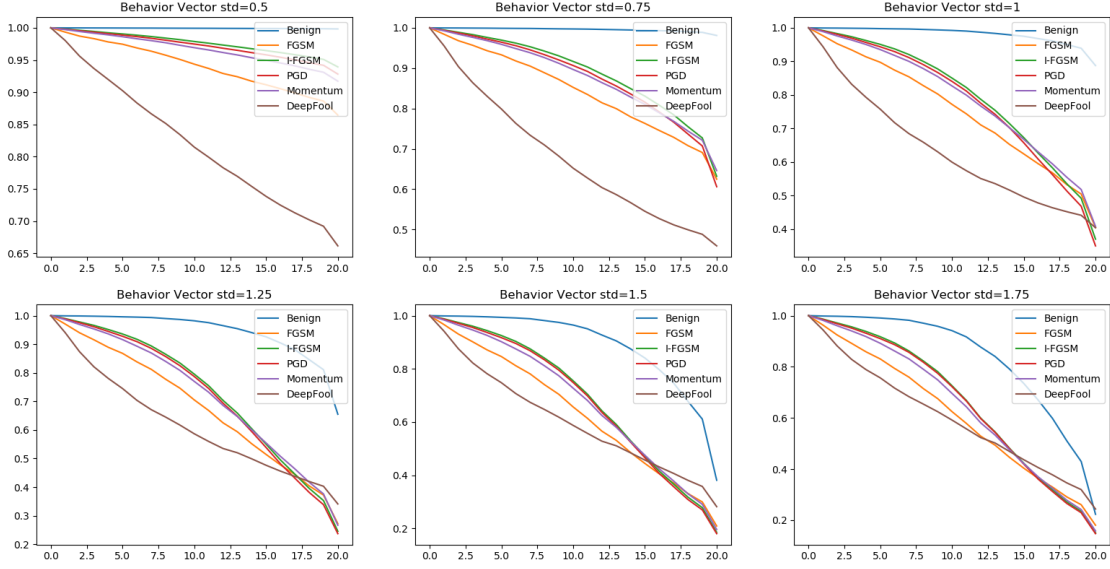 Behavior Vector std=0.5
1.00
0.95
0.90
0.85
0.80
0.75
0.70
0.65
0.0 2.5 5.0 7.5 10.0 12.5 15.0 17.5 20.0
Benign
FGSM
I-FGSM
PGD
Momentum
DeepFool
Behavior Vector std=0.75
1.0
0.9
0.8
0.7
0.6
0.5
0.0 2.5 5.0 7.5 10.0 12.5 15.0 17.5 20.0
Benign
FGSM
I-FGSM
PGD
Momentum
DeepFool
Behavior Vector std=1
1.0
0.9
0.8
0.7
0.6
0.5
0.4
0.0 2.5 5.0 7.5 10.0 12.5 15.0 17.5 20.0
Benign
FGSM
I-FGSM
PGD
Momentum
DeepFool
Behavior Vector std=1.25
1.0
0.9
0.8
0.7
0.6
0.5
0.4
0.3
0.2
0.0 2.5 5.0 7.5 10.0 12.5 15.0 17.5 20.0
Benign
FGSM
I-FGSM
PGD
Momentum
DeepFool
Behavior Vector std=1.5
1.0
0.8
0.6
0.4
0.2
0.0 2.5 5.0 7.5 10.0 12.5 15.0 17.5 20.0
Benign
FGSM
I-FGSM
PGD
Momentum
DeepFool
Behavior Vector std=1.75
1.0
0.8
0.6
0.4
0.2
0.0 2.5 5.0 7.5 10.0 12.5 15.0 17.5 20.0
Benign
FGSM
I-FGSM
PGD
Momentum
DeepFool